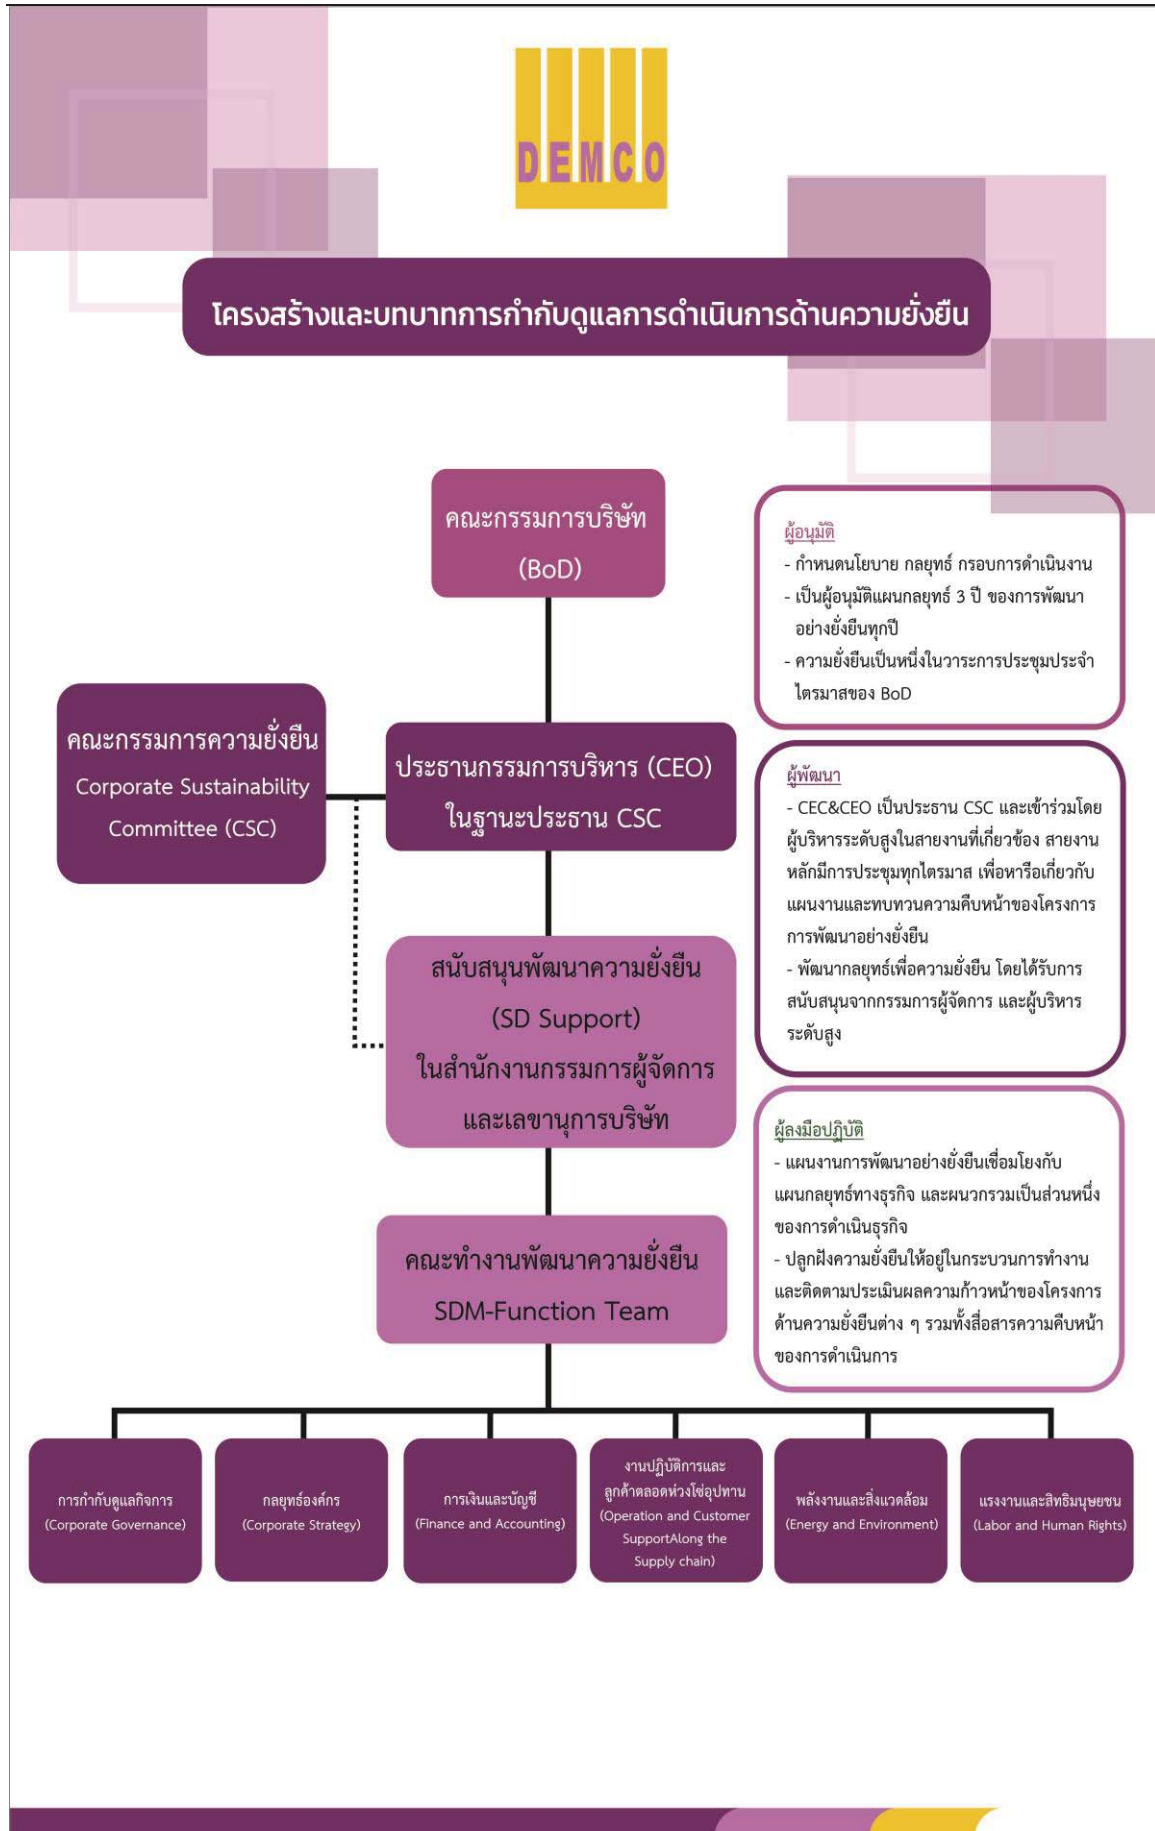 DEMCO
โครงสร้างและบทบาทการกำกับดูแลการดำเนินการด้านความยั่งยืน
คณะกรรมการบริษัท
(BoD)
ผู้อนุมัติ
- กำหนดนโยบาย กลยุทธ์ กรอบการดำเนินงาน
- เป็นผู้อนุมัติแผนกลยุทธ์ 3 ปี ของการพัฒนา
อย่างยั่งยืนทุกปี
- ความยั่งยืนเป็นหนึ่งในวาระการประชุมประจำ
ไตรมาสของ BoD
คณะกรรมการความยั่งยืน
Corporate Sustainability
Committee (CSC)
ประธานกรรมการบริหาร (CEO)
ในฐานะประธาน CSC
ผู้พัฒนา
- CEC&CEO เป็นประธาน CSC และเข้าร่วมโดย
ผู้บริหารระดับสูงในสายงานที่เกี่ยวข้อง สายงาน
หลักมีการประชุมทุกไตรมาส เพื่อหารือเกี่ยวกับ
แผนงานและทบทวนความคืบหน้าของโครงการ
การพัฒนาอย่างยั่งยืน
- พัฒนากลยุทธ์เพื่อความยั่งยืน โดยได้รับการ
สนับสนุนจากกรรมการผู้จัดการ และผู้บริหาร
ระดับสูง
สนับสนุนพัฒนาความยั่งยืน
(SD Support)
ในสำนักงานกรรมการผู้จัดการ
และเลขานุการบริษัท
ผู้ลงมือปฏิบัติ
- แผนงานการพัฒนาอย่างยั่งยืนเชื่อมโยงกับ
แผนกลยุทธ์ทางธุรกิจ และผนวกรวมเป็นส่วนหนึ่ง
ของการดำเนินธุรกิจ
- ปลูกฝังความยั่งยืนให้อยู่ในกระบวนการทำงาน
และติดตามประเมินผลความก้าวหน้าของโครงการ
ด้านความยั่งยืนต่าง ๆ รวมทั้งสื่อสารความคืบหน้า
ของการดำเนินการ
คณะทำงานพัฒนาความยั่งยืน
SDM-Function Team
การกำกับดูแลกิจการ
(Corporate Governance)
กลยุทธ์องค์กร
(Corporate Strategy)
การเงินและบัญชี
(Finance and Accounting)
งานปฏิบัติการและ
ลูกค้าตลอดห่วงโซ่อุปทาน
(Operation and Customer
SupportAlong the
Supply chain)
พลังงานและสิ่งแวดล้อม
(Energy and Environment)
แรงงานและสิทธิมนุษยชน
(Labor and Human Rights)